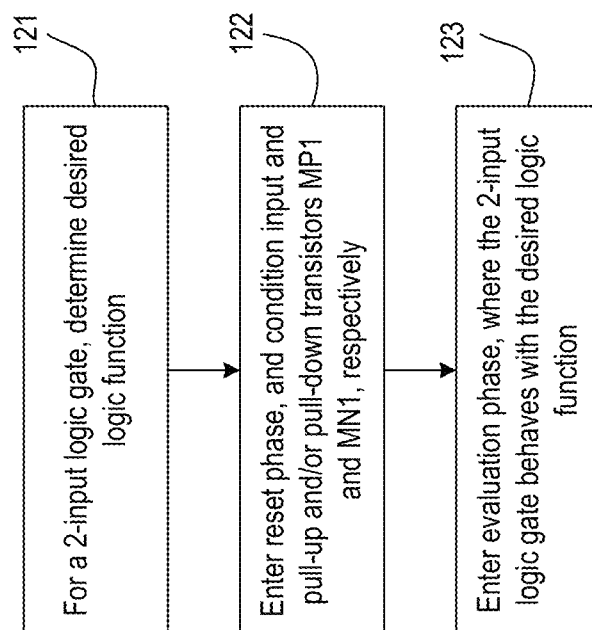 121
For a 2-input logic gate, determine desired
logic function
122
Enter reset phase, and condition input and
pull-up and/or pull-down transistors MP1
and MN1, respectively
123
Enter evaluation phase, where the 2-input
logic gate behaves with the desired logic
function